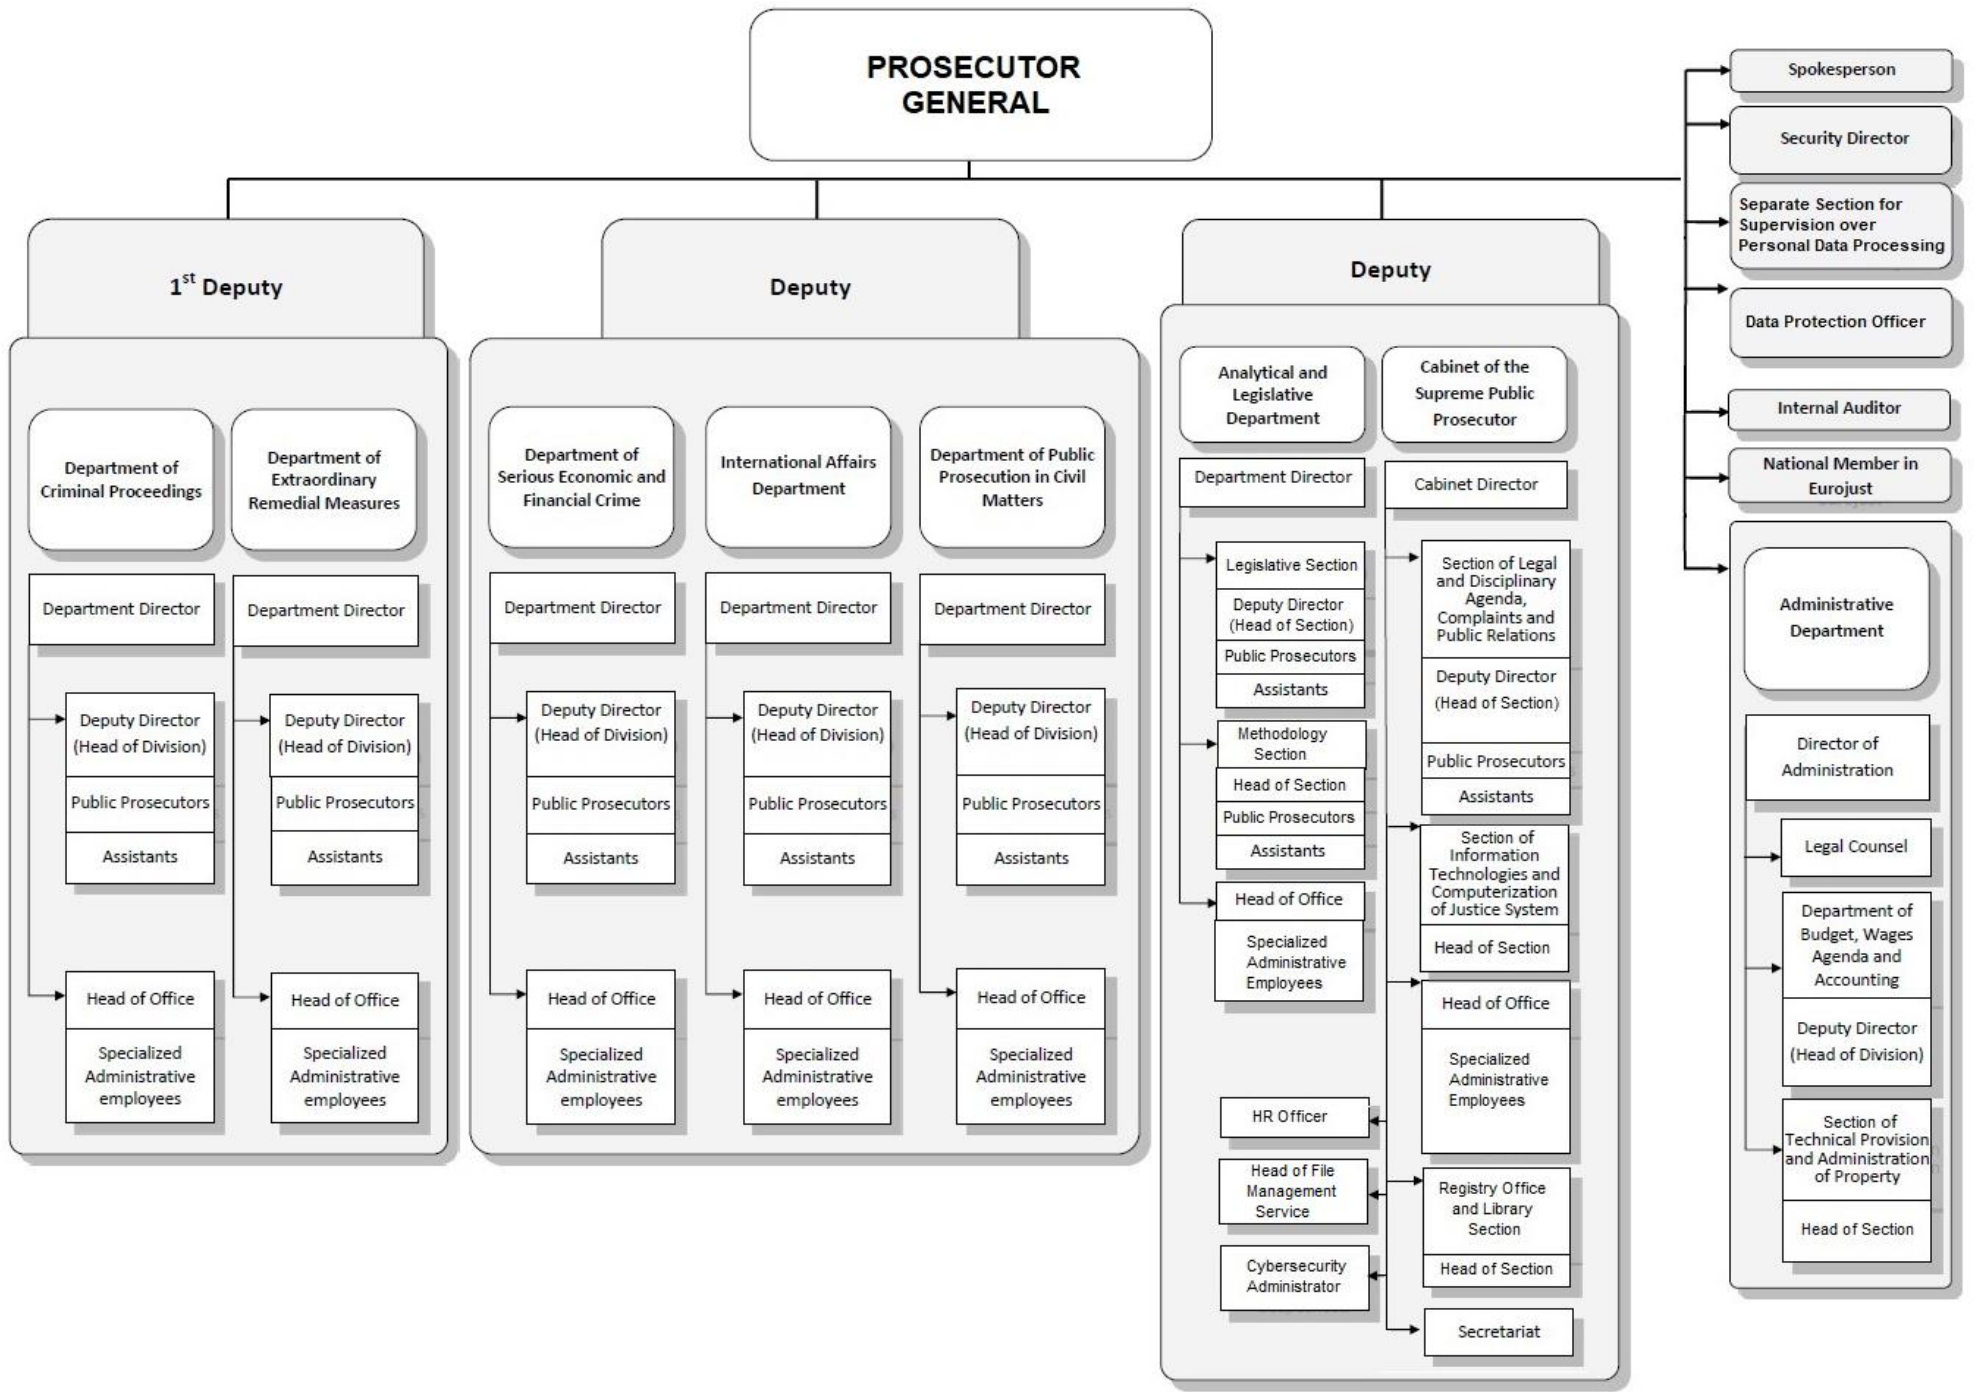 PROSECUTOR
GENERAL
1st Deputy
Department of
Criminal Proceedings
Department of
Extraordinary
Remedial Measures
Department Director
Department Director
Deputy Director
(Head of Division)
Public Prosecutors
Assistants
Deputy Director
(Head of Division)
Public Prosecutors
Assistants
Head of Office
Specialized
Administrative
employees
Head of Office
Specialized
Administrative
employees
Deputy
Department of
Serious Economic and
Financial Crime
International Affairs
Department
Department of Public
Prosecution in Civil
Matters
Department Director
Department Director
Department Director
Deputy Director
(Head of Division)
Public Prosecutors
Assistants
Deputy Director
(Head of Division)
Public Prosecutors
Assistants
Deputy Director
(Head of Division)
Public Prosecutors
Assistants
Head of Office
Specialized
Administrative
employees
Head of Office
Specialized
Administrative
employees
Head of Office
Specialized
Administrative
employees
Deputy
Analytical and
Legislative
Department
Department Director
Legislative Section
Deputy Director
(Head of Section)
Public Prosecutors
Assistants
Methodology
Section
Head of Section
Public Prosecutors
Assistants
Head of Office
Specialized
Administrative
Employees
Cabinet of the
Supreme Public
Prosecutor
Cabinet Director
Section of Legal
and Disciplinary
Agenda,
Complaints and
Public Relations
Deputy Director
(Head of Section)
Public Prosecutors
Assistants
Section of
Information
Technologies and
Computerization
of Justice System
Head of Section
Head of Office
Specialized
Administrative
Employees
HR Officer
Head of File
Management
Service
Cybersecurity
Administrator
Registry Office
and Library
Section
Head of Section
Secretariat
Spokesperson
Security Director
Separate Section for
Supervision over
Personal Data Processing
Data Protection Officer
Internal Auditor
National Member in
Eurojust
Administrative
Department
Director of
Administration
Legal Counsel
Department of
Budget, Wages
Agenda and
Accounting
Deputy Director
(Head of Division)
Section of
Technical Provision
and Administration
of Property
Head of Section